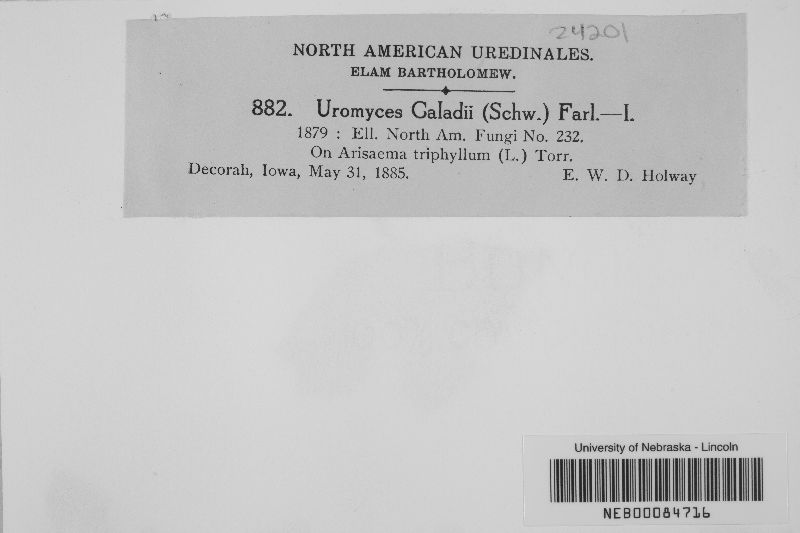 24201
NORTH AMERICAN UREDINALES.
ELAM BARTHOLOMEW.
882. Uromyces Caladii (Schw.) Farl.—I.
1879 : Ell. North Am. Fungi No. 232.
On Arisaema triphyllum (L.) Torr.
Decorah, Iowa, May 31, 1885. E. W. D. Holway
University of Nebraska - Lincoln
NEB00084716